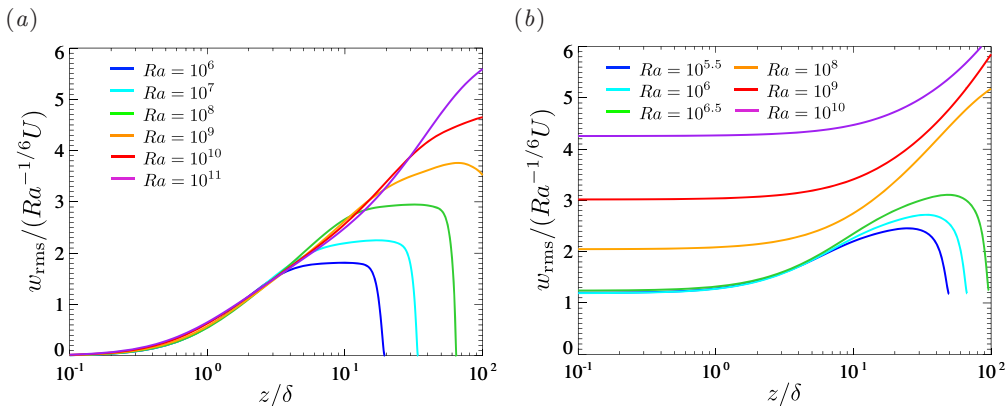 (a)
w_rms/(Ra^{-1/6}U)
6
5
4
3
2
1
0
Ra = 10^6
Ra = 10^7
Ra = 10^8
Ra = 10^9
Ra = 10^{10}
Ra = 10^{11}
10^{-1} 10^0 10^1 10^2
z/δ
(b)
w_rms/(Ra^{-1/6}U)
6
5
4
3
2
1
0
Ra = 10^{5.5} Ra = 10^8
Ra = 10^6 Ra = 10^9
Ra = 10^{6.5} Ra = 10^{10}
10^{-1} 10^0 10^1 10^2
z/δ